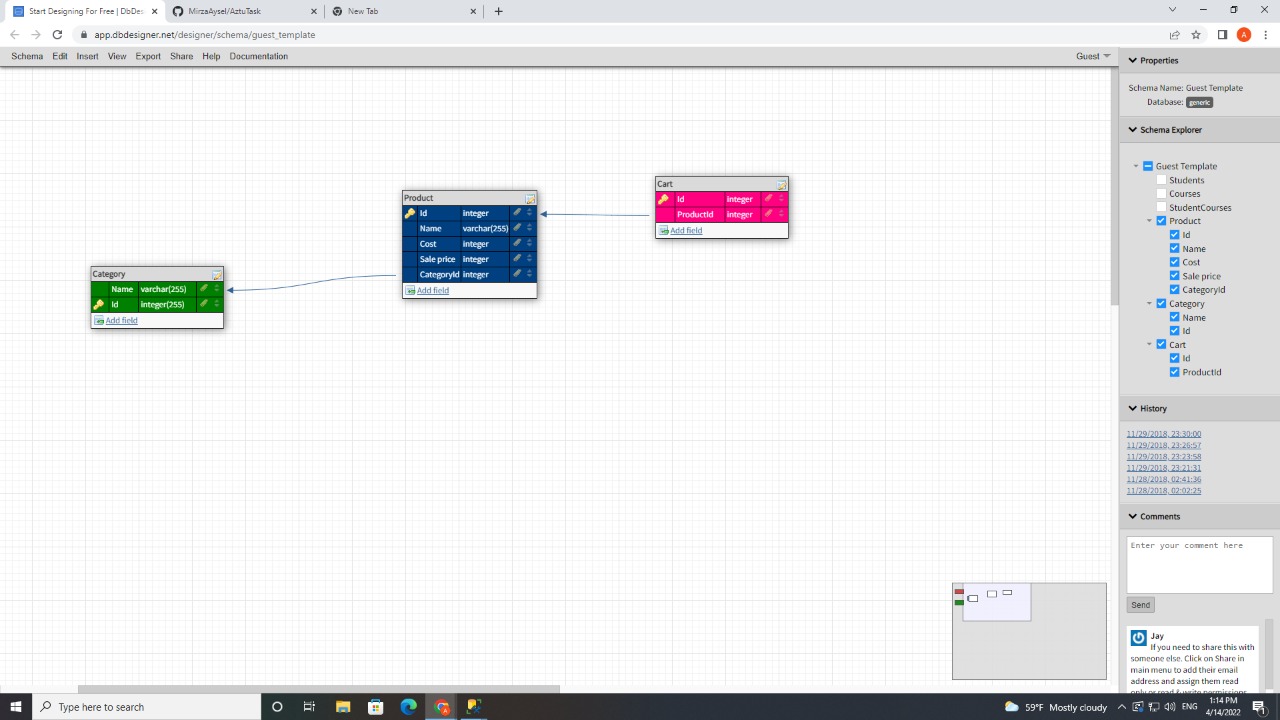 Start Designing For Free | DbDes
MirzaAysel/AztuTask
New Tab
app.dbdesigner.net/designer/schema/guest_template
A
Schema Edit Insert View Export Share Help Documentation
Guest
Category
Name varchar(255)
Id integer(255)
Add field
Product
Id integer
Name varchar(255)
Cost integer
Sale price integer
CategoryId integer
Add field
Cart
Id integer
ProductId integer
Add field
Properties
Schema Name: Guest Template
Database: generic
Schema Explorer
Guest Template
Students
Courses
StudentCourses
Product
Id
Name
Cost
Sale price
CategoryId
Category
Name
Id
Cart
Id
ProductId
History
11/29/2018, 23:30:00
11/29/2018, 23:26:57
11/29/2018, 23:23:58
11/29/2018, 23:21:31
11/28/2018, 02:41:36
11/28/2018, 02:02:25
Comments
Enter your comment here
Send
Jay
If you need to share this with
someone else. Click on Share in
main menu to add their email
address and assign them read
only or read & write permissions
Type here to search
59°F Mostly cloudy
ENG
1:14 PM
4/14/2022